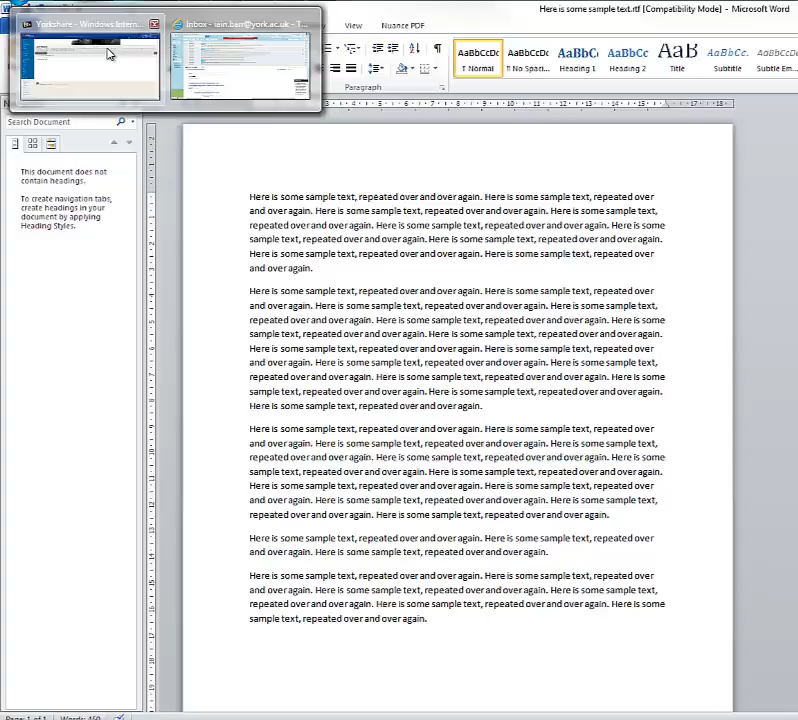 Here is some sample text.rtf [Compatibility Mode] - Microsoft Word
Yorkshare - Windows Intern...
Inbox - iain.barr@york.ac.uk - T...
View
Nuance PDF
AaBbCcDc
AaBbCcDc
AaBbC
AaBbCc
AaB
AaBbCc.
AaBbCcDc
¶ Normal
¶ No Spaci...
Heading 1
Heading 2
Title
Subtitle
Subtle Em...
Paragraph
Search Document
This document does not
contain headings.
To create navigation tabs,
create headings in your
document by applying
Heading Styles.
Here is some sample text, repeated over and over again. Here is some sample text, repeated over
and over again. Here is some sample text, repeated over and over again. Here is some sample text,
repeated over and over again. Here is some sample text, repeated over and over again. Here is some
sample text, repeated over and over again. Here is some sample text, repeated over and over again.
Here is some sample text, repeated over and over again. Here is some sample text, repeated over
and over again.
Here is some sample text, repeated over and over again. Here is some sample text, repeated over
and over again. Here is some sample text, repeated over and over again. Here is some sample text,
repeated over and over again. Here is some sample text, repeated over and over again. Here is some
sample text, repeated over and over again. Here is some sample text, repeated over and over again.
Here is some sample text, repeated over and over again. Here is some sample text, repeated over
and over again. Here is some sample text, repeated over and over again. Here is some sample text,
repeated over and over again. Here is some sample text, repeated over and over again. Here is some
sample text, repeated over and over again. Here is some sample text, repeated over and over again.
Here is some sample text, repeated over and over again.
Here is some sample text, repeated over and over again. Here is some sample text, repeated over
and over again. Here is some sample text, repeated over and over again. Here is some sample text,
repeated over and over again. Here is some sample text, repeated over and over again. Here is some
sample text, repeated over and over again. Here is some sample text, repeated over and over again.
Here is some sample text, repeated over and over again. Here is some sample text, repeated over
and over again. Here is some sample text, repeated over and over again. Here is some sample text,
repeated over and over again. Here is some sample text, repeated over and over again.
Here is some sample text, repeated over and over again. Here is some sample text, repeated over
and over again. Here is some sample text, repeated over and over again.
Here is some sample text, repeated over and over again. Here is some sample text, repeated over
and over again. Here is some sample text, repeated over and over again. Here is some sample text,
repeated over and over again. Here is some sample text, repeated over and over again. Here is some
sample text, repeated over and over again.
Page: 1 of 1
Words: 450